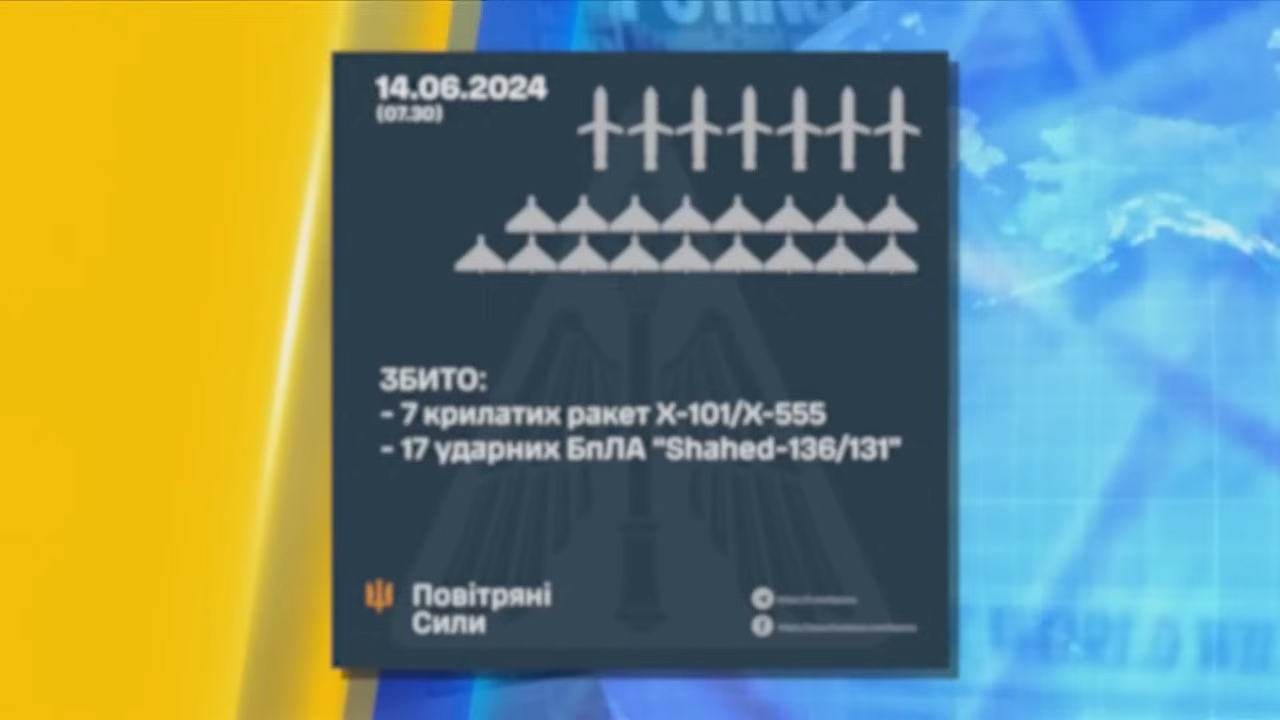 14.06.2024
(07.30)
ЗБИТО:
- 7 крилатих ракет Х-101/Х-555
- 17 ударних БпЛА "Shahed-136/131"
Повітряні
Сили